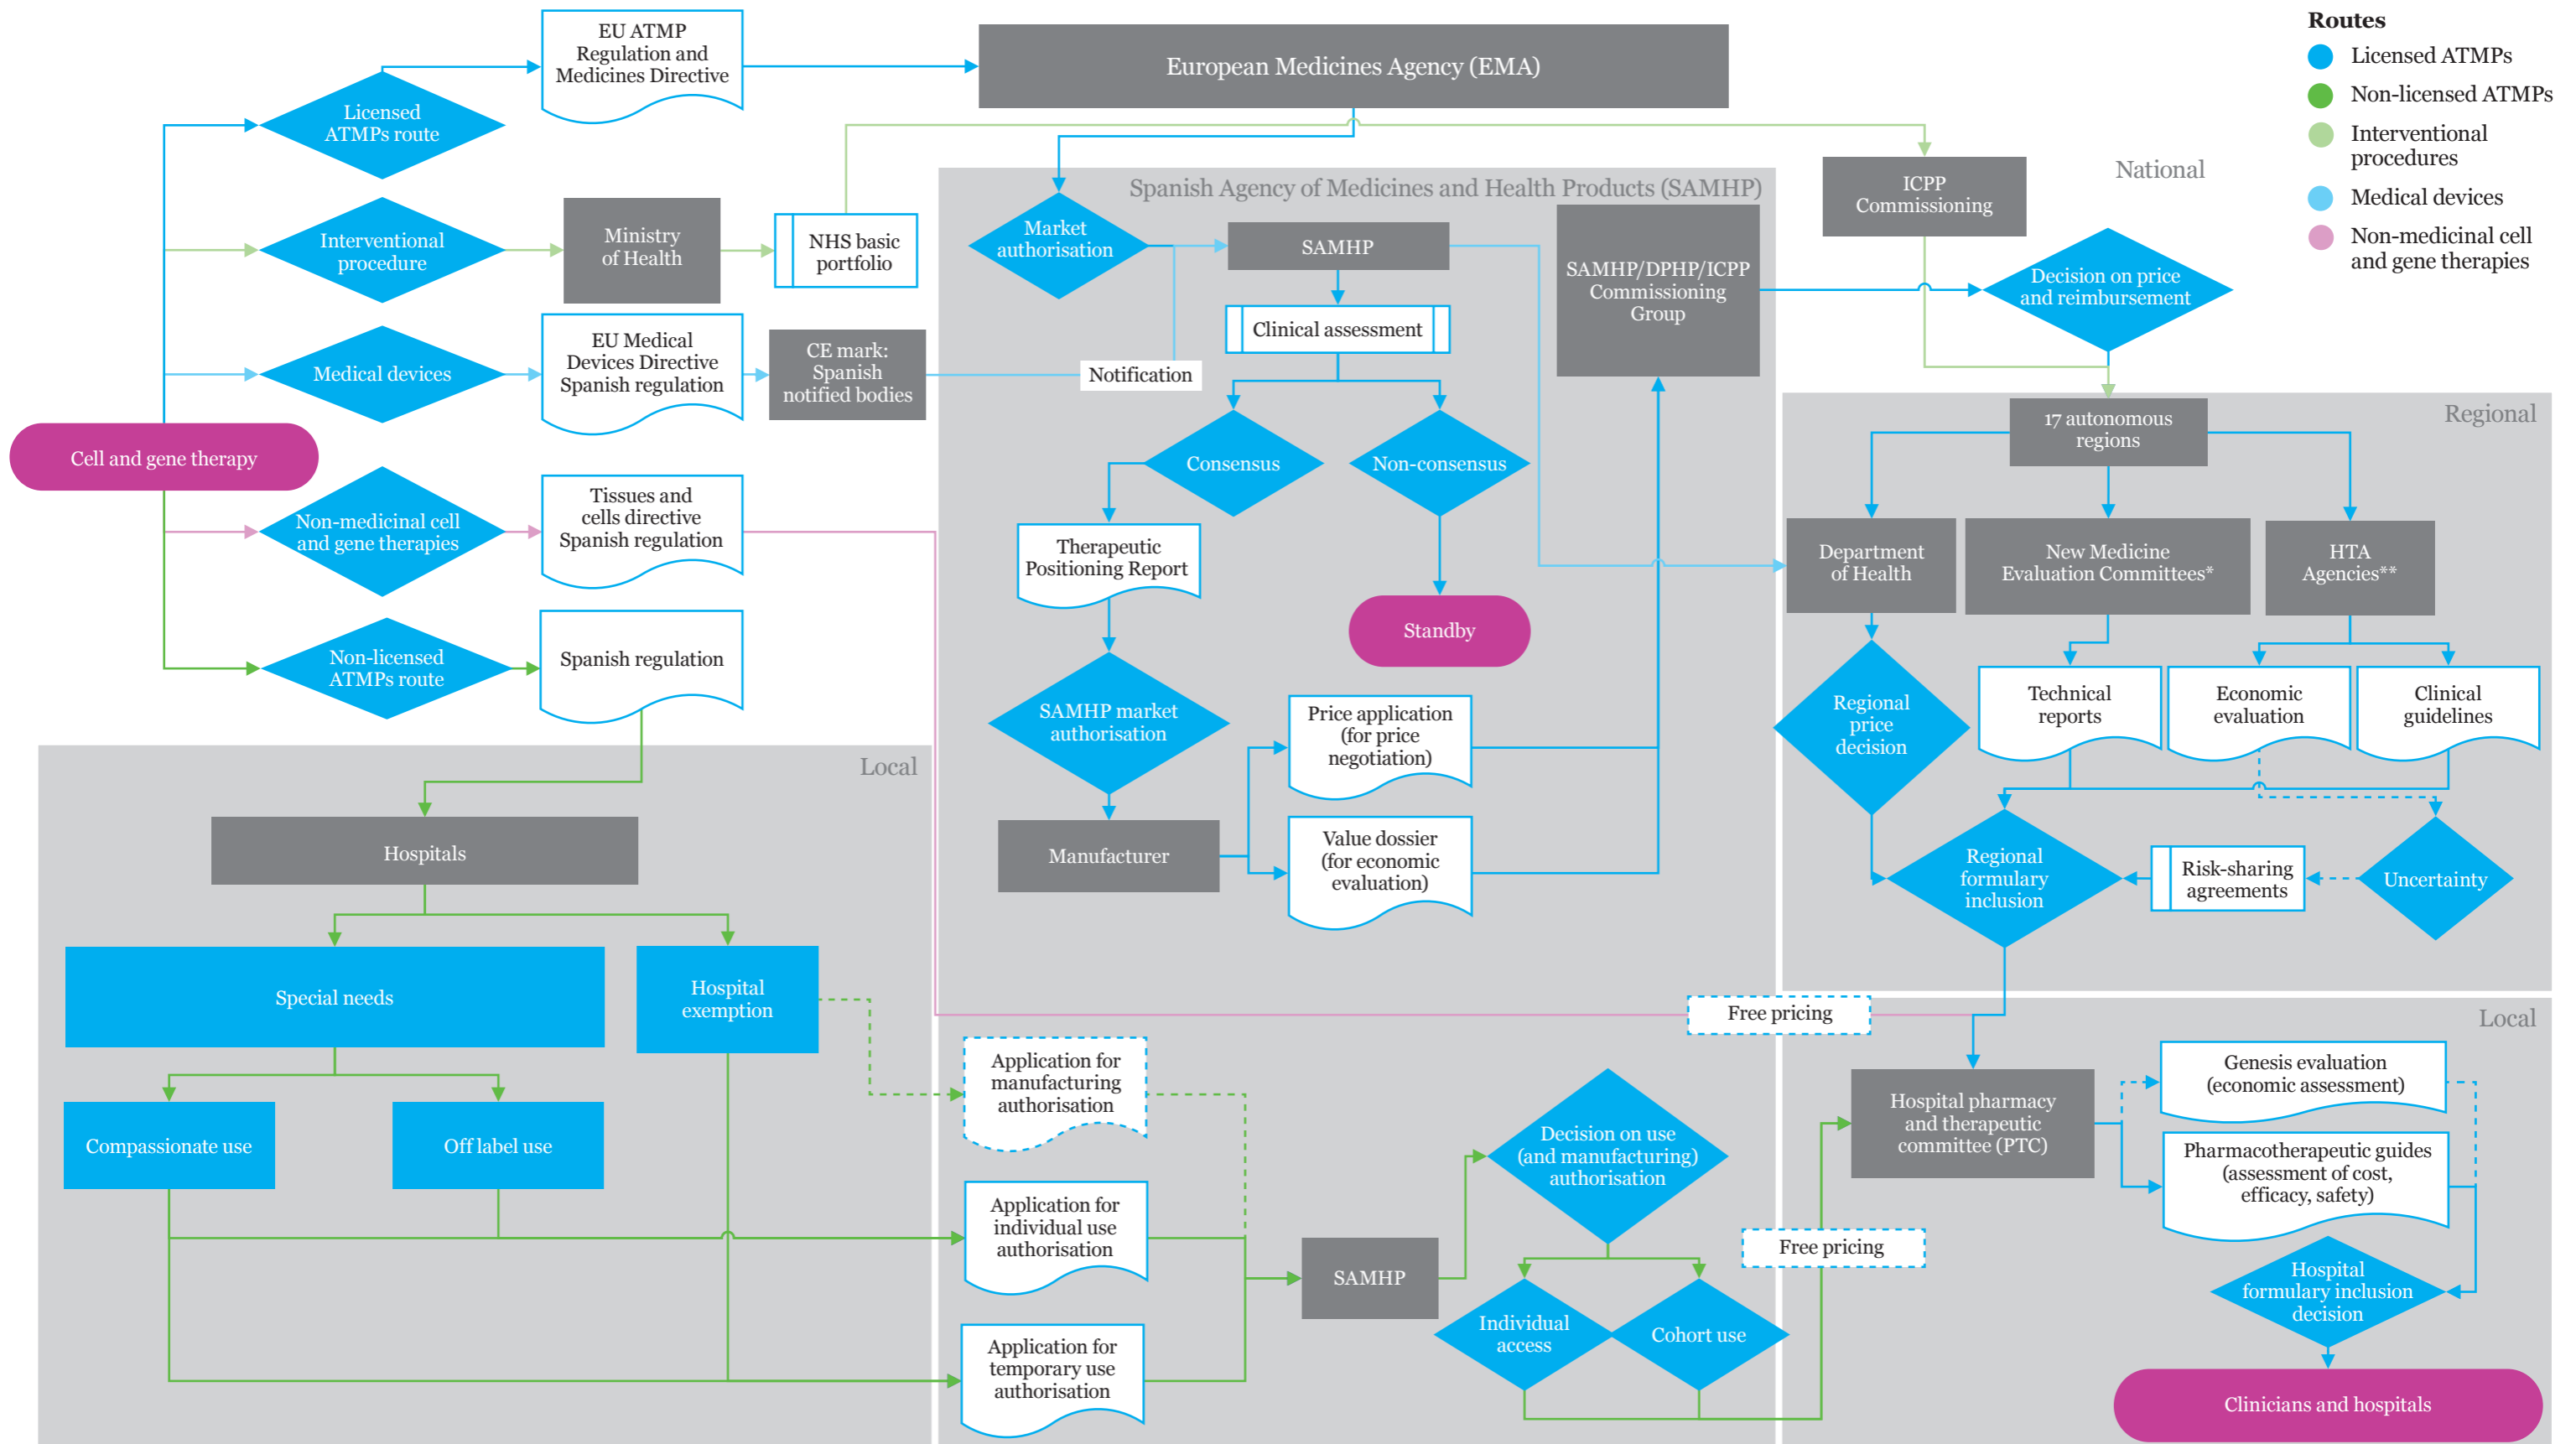 Routes
Licensed ATMPs
Non-licensed ATMPs
Interventional
procedures
Medical devices
Non-medicinal cell
and gene therapies
EU ATMP
Regulation and
Medicines Directive
European Medicines Agency (EMA)
Licensed
ATMPs route
National
Interventional
procedure
Ministry
of Health
NHS basic
portfolio
ICPP
Commissioning
Medical devices
EU Medical
Devices Directive
Spanish regulation
CE mark:
Spanish
notified bodies
Notification
Cell and gene therapy
Non-medicinal cell
and gene therapies
Tissues and
cells directive
Spanish regulation
Non-licensed
ATMPs route
Spanish regulation
Spanish Agency of Medicines and Health Products (SAMHP)
Market
authorisation
SAMHP
SAMHP/DPHP/ICPP
Commissioning
Group
Clinical assessment
Consensus
Non-consensus
Therapeutic
Positioning Report
Standby
SAMHP market
authorisation
Price application
(for price
negotiation)
Manufacturer
Value dossier
(for economic
evaluation)
Decision on price
and reimbursement
Regional
17 autonomous
regions
Department
of Health
New Medicine
Evaluation Committees*
HTA
Agencies**
Regional
price
decision
Technical
reports
Economic
evaluation
Clinical
guidelines
Regional
formulary
inclusion
Risk-sharing
agreements
Uncertainty
Local
Hospitals
Special needs
Hospital
exemption
Compassionate use
Off label use
Application for
manufacturing
authorisation
Application for
individual use
authorisation
Application for
temporary use
authorisation
SAMHP
Decision on use
(and manufacturing)
authorisation
Individual
access
Cohort use
Free pricing
Free pricing
Local
Hospital pharmacy
and therapeutic
committee (PTC)
Genesis evaluation
(economic assessment)
Pharmacotherapeutic guides
(assessment of cost,
efficacy, safety)
Hospital
formulary inclusion
decision
Clinicians and hospitals